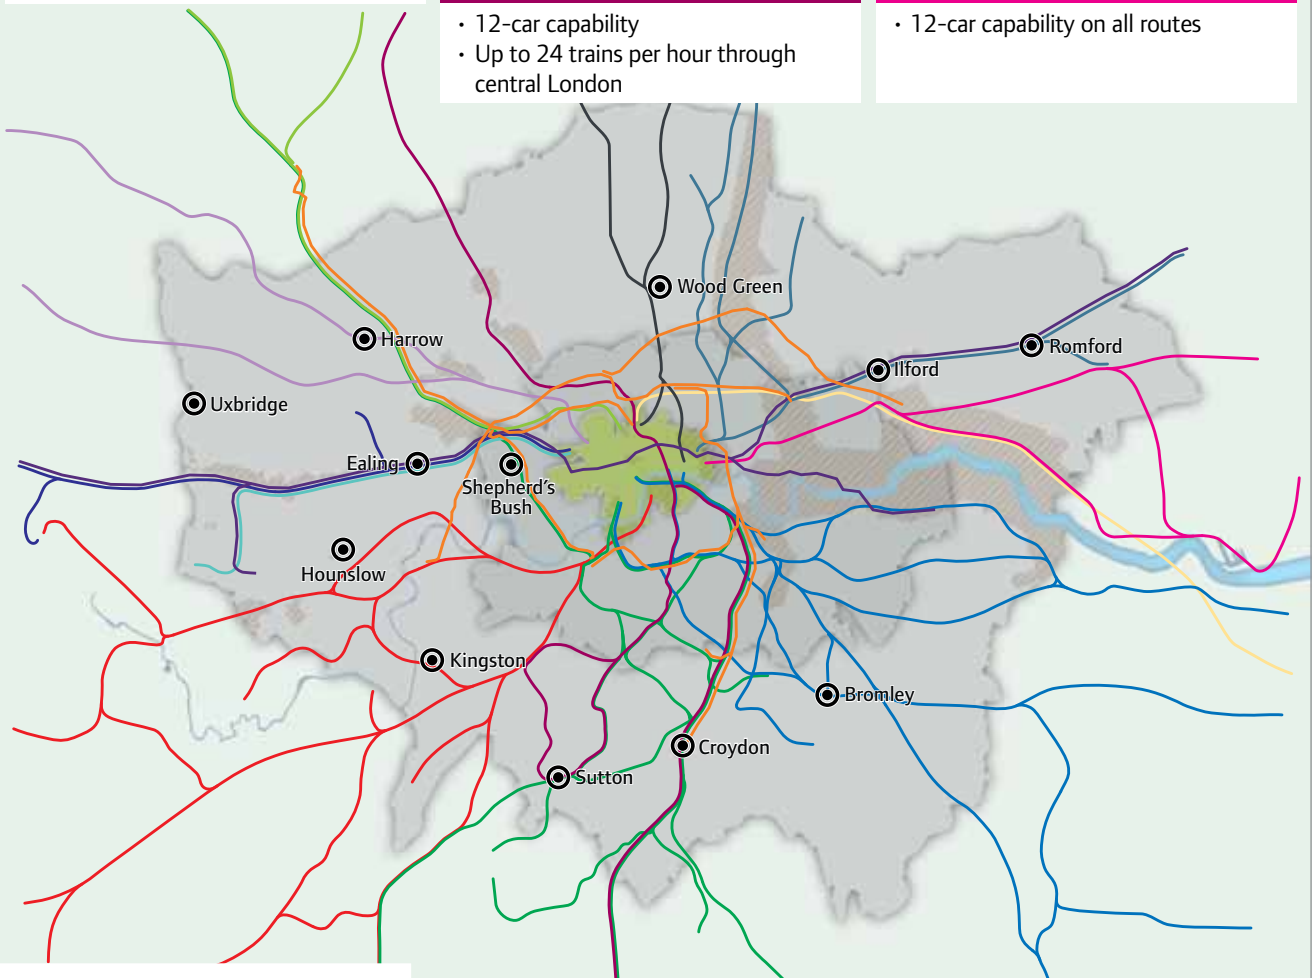 • 12-car capability
• Up to 24 trains per hour through
central London
• 12-car capability on all routes
Wood Green
Harrow
Romford
Ilford
Uxbridge
Ealing
Shepherd's
Bush
Hounslow
Kingston
Bromley
Croydon
Sutton